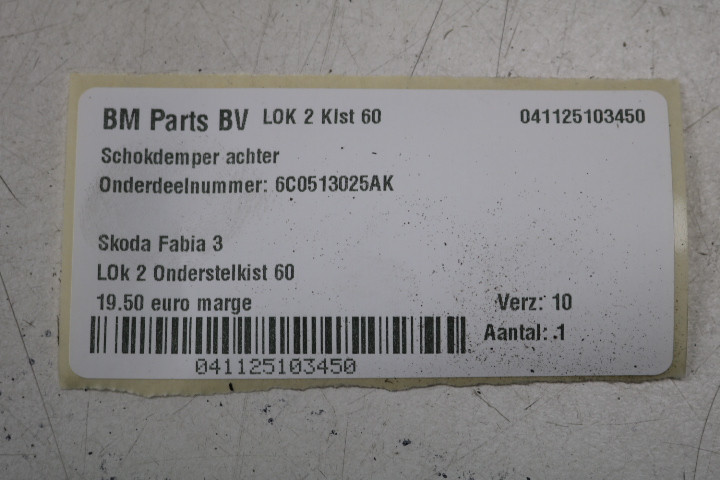 BM Parts BV LOK 2 KIst 60 041125103450
Schokdemper achter
Onderdeelnummer: 6C0513025AK
Skoda Fabia 3
LOk 2 Onderstelkist 60
19.50 euro marge Verz: 10
Aantal: 1
041125103450